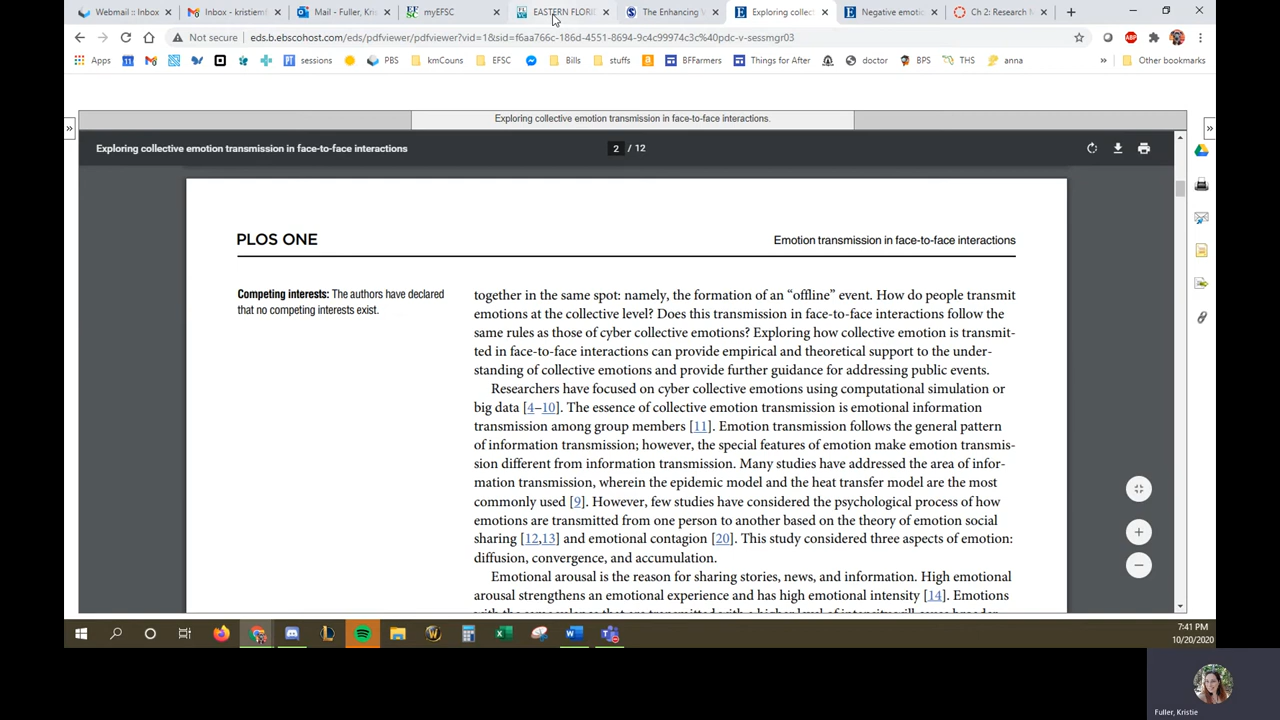 Webmail :: Inbox
Inbox - kristiemf
Mail - Fuller, Kris
myEFSC
EASTERN FLORID
The Enhancing V
Exploring collect
Negative emotio
Ch 2: Research M
Not secure | eds.b.ebscohost.com/eds/pdfviewer/pdfviewer?vid=1&sid=f6aa766c-186d-4551-8694-9c4c99974c3c%40pdc-v-sessmgr03
Apps sessions PBS kmCouns EFSC Bills stuffs BFFarmers Things for After doctor BPS THS anna » Other bookmarks
Exploring collective emotion transmission in face-to-face interactions.
Exploring collective emotion transmission in face-to-face interactions
2 / 12
PLOS ONE
Emotion transmission in face-to-face interactions
Competing interests: The authors have declared
that no competing interests exist.
together in the same spot: namely, the formation of an “offline” event. How do people transmit
emotions at the collective level? Does this transmission in face-to-face interactions follow the
same rules as those of cyber collective emotions? Exploring how collective emotion is transmit-
ted in face-to-face interactions can provide empirical and theoretical support to the under-
standing of collective emotions and provide further guidance for addressing public events.
Researchers have focused on cyber collective emotions using computational simulation or
big data [4–10]. The essence of collective emotion transmission is emotional information
transmission among group members [11]. Emotion transmission follows the general pattern
of information transmission; however, the special features of emotion make emotion transmis-
sion different from information transmission. Many studies have addressed the area of infor-
mation transmission, wherein the epidemic model and the heat transfer model are the most
commonly used [9]. However, few studies have considered the psychological process of how
emotions are transmitted from one person to another based on the theory of emotion social
sharing [12,13] and emotional contagion [20]. This study considered three aspects of emotion:
diffusion, convergence, and accumulation.
Emotional arousal is the reason for sharing stories, news, and information. High emotional
arousal strengthens an emotional experience and has high emotional intensity [14]. Emotions
7:41 PM
10/20/2020
Fuller, Kristie